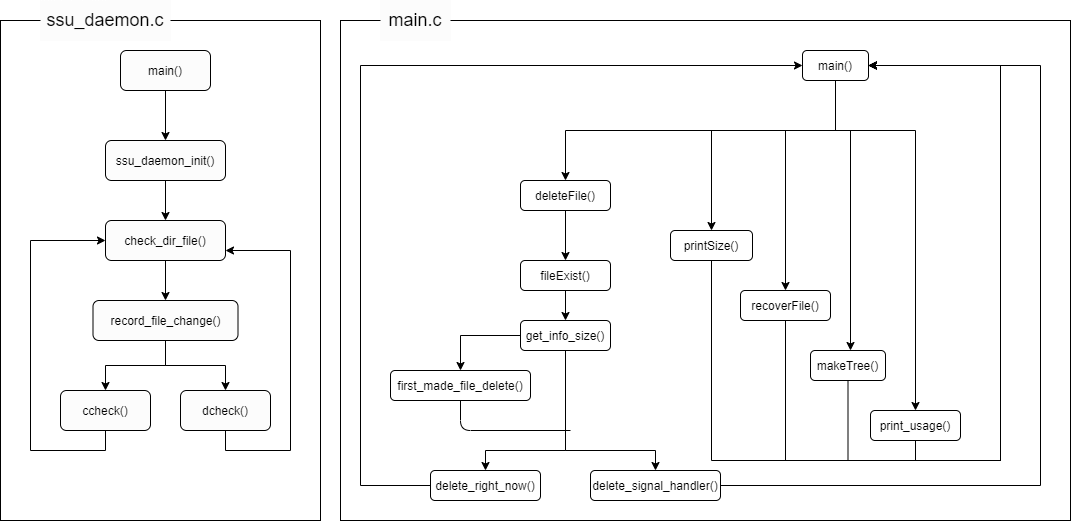 ssu_daemon.c
main()
ssu_daemon_init()
check_dir_file()
record_file_change()
ccheck()
dcheck()
main.c
main()
deleteFile()
printSize()
fileExist()
recoverFile()
get_info_size()
makeTree()
first_made_file_delete()
print_usage()
delete_right_now()
delete_signal_handler()